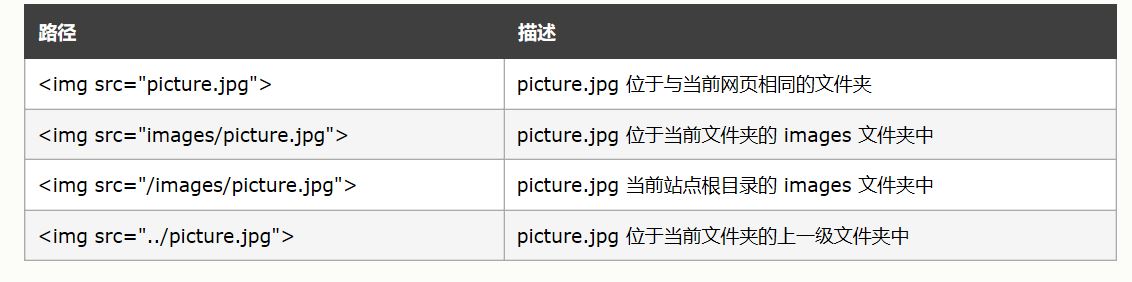 路径 描述
<img src="picture.jpg"> picture.jpg 位于与当前网页相同的文件夹
<img src="images/picture.jpg"> picture.jpg 位于当前文件夹的 images 文件夹中
<img src="/images/picture.jpg"> picture.jpg 当前站点根目录的 images 文件夹中
<img src="../picture.jpg"> picture.jpg 位于当前文件夹的上一级文件夹中